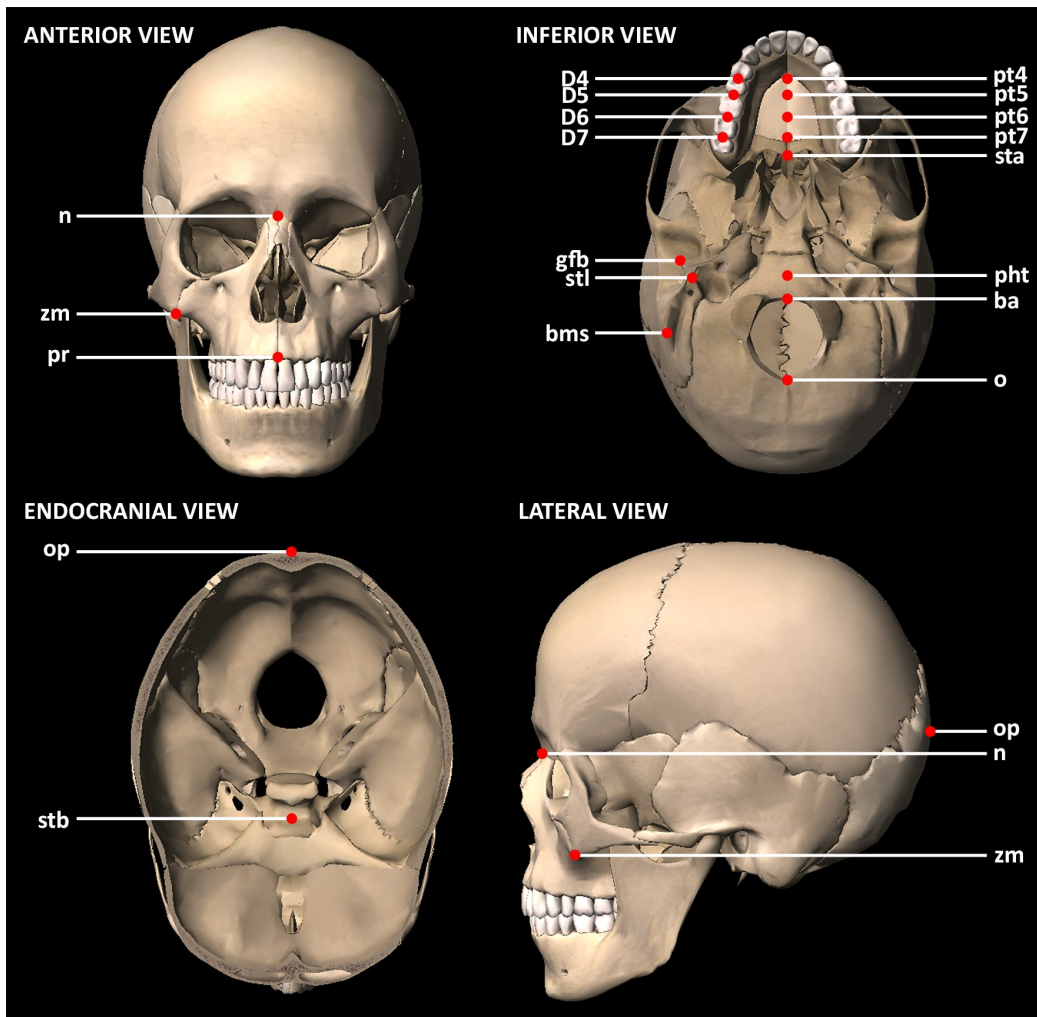 ANTERIOR VIEW
n
zm
pr
INFERIOR VIEW
D4
D5
D6
D7
gfb
stl
bms
pt4
pt5
pt6
pt7
sta
pht
ba
o
ENDOCRANIAL VIEW
op
stb
LATERAL VIEW
op
n
zm